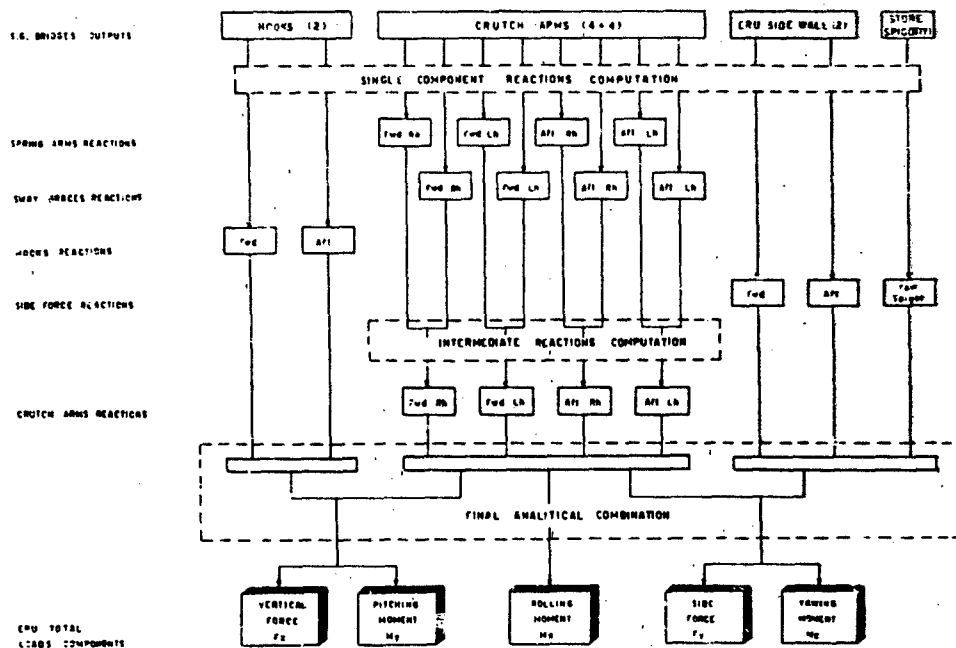 S.G. BRIDGES OUTPUTS
HOOKS (2)
CRUTCH ARMS (4+4)
ERU SIDE WALL (2)
STORE
SPIGOT(1)
SINGLE COMPONENT REACTIONS COMPUTATION
SPRING ARMS REACTIONS
Fwd Rh
Fwd Lh
Aft Rh
Aft Lh
SWAY BRACES REACTIONS
Fwd Rh
Fwd Lh
Aft Rh
Aft Lh
HOOKS REACTIONS
Fwd
Aft
SIDE FORCE REACTIONS
Fwd
Aft
Yaw
Torque
INTERMEDIATE REACTIONS COMPUTATION
CRUTCH ARMS REACTIONS
Fwd Rh
Fwd Lh
Aft Rh
Aft Lh
FINAL ANALYTICAL COMBINATION
ERU TOTAL
LOADS COMPONENTS
VERTICAL
FORCE
Fz
PITCHING
MOMENT
My
ROLLING
MOMENT
Mx
SIDE
FORCE
Fy
YAWING
MOMENT
Mz